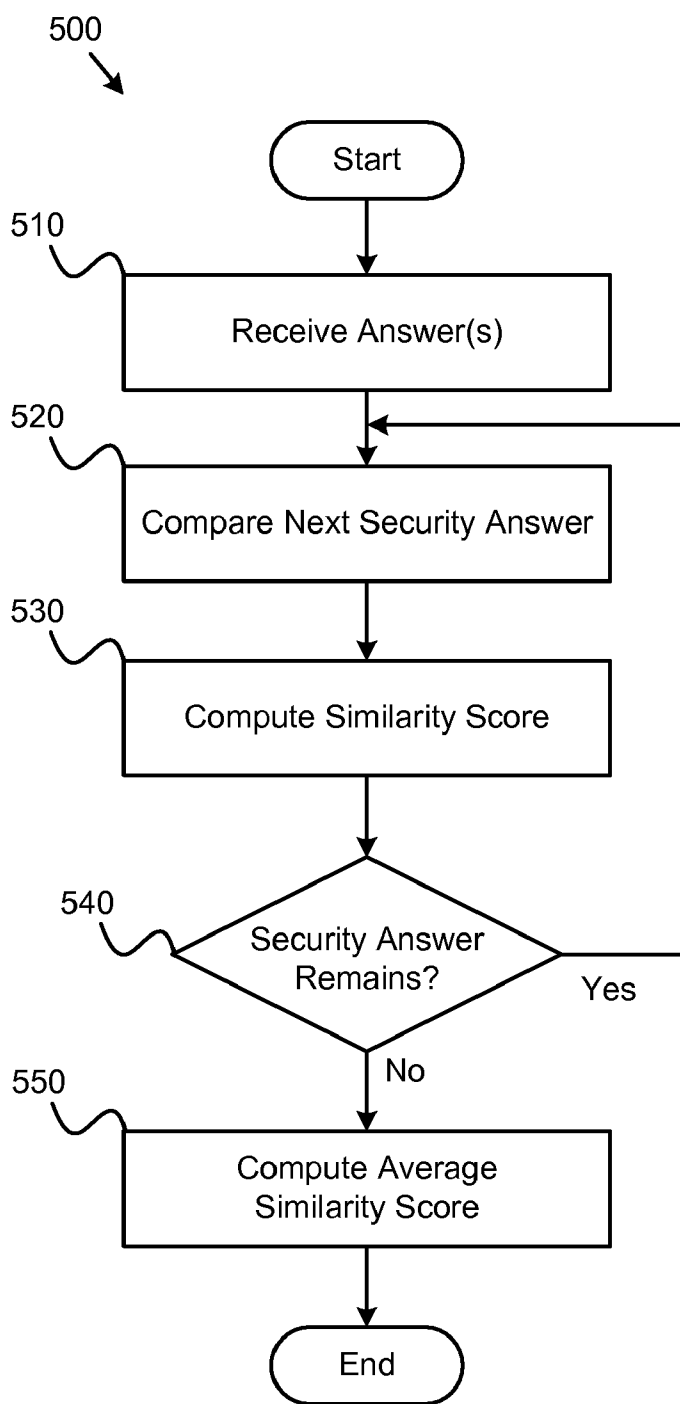 500
Start
510
Receive Answer(s)
520
Compare Next Security Answer
530
Compute Similarity Score
540
Security Answer
Remains?
Yes
No
550
Compute Average
Similarity Score
End